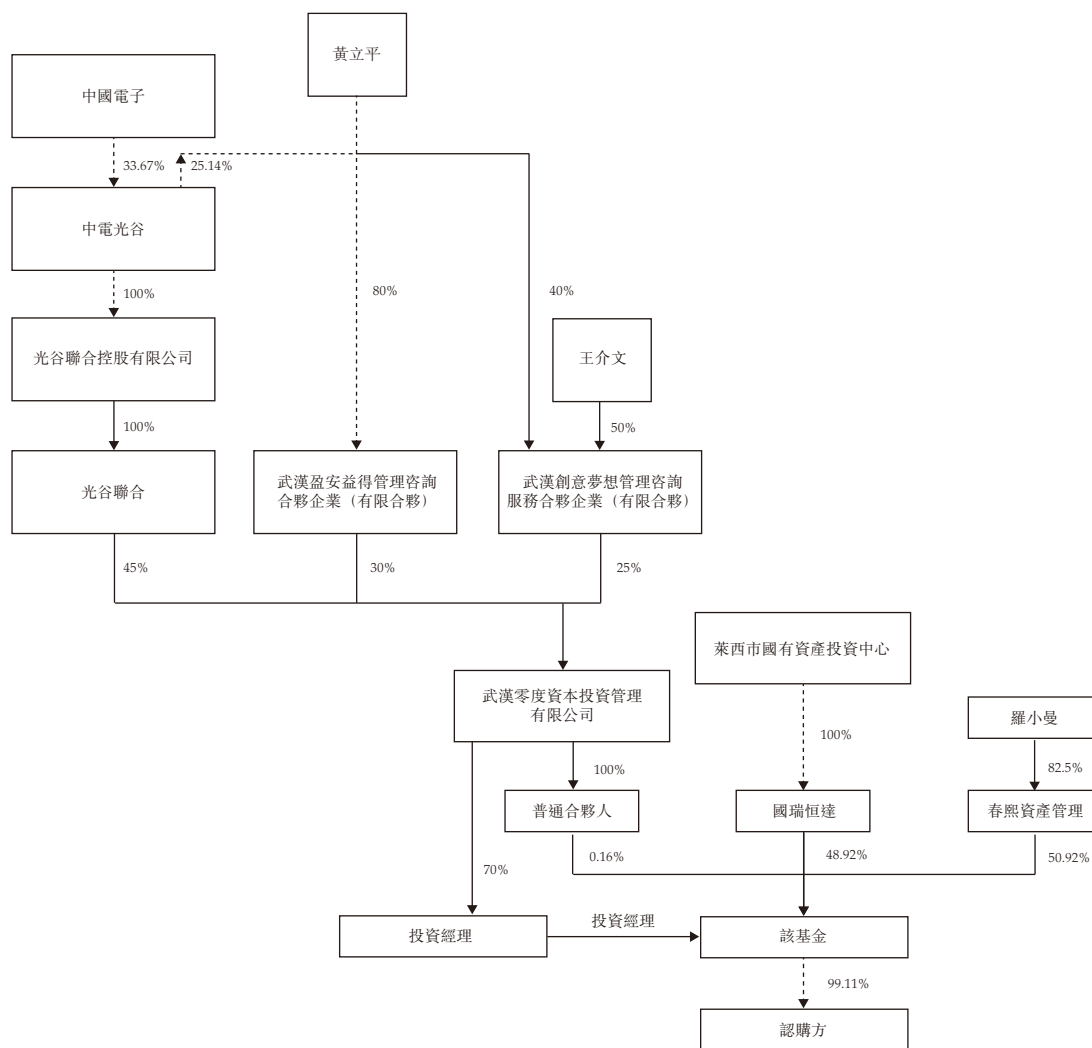 黃立平
中國電子
33.67%
25.14%
中電光谷
100%
80%
40%
光谷聯合控股有限公司
王介文
100%
50%
光谷聯合
武漢盈安益得管理咨詢
合夥企業（有限合夥）
武漢創意夢想管理咨詢
服務合夥企業（有限合夥）
45%
30%
25%
萊西市國有資產投資中心
武漢零度資本投資管理
有限公司
羅小曼
100%
100%
82.5%
普通合夥人
國瑞恒達
春熙資產管理
70%
0.16%
48.92%
50.92%
投資經理
投資經理
該基金
99.11%
認購方